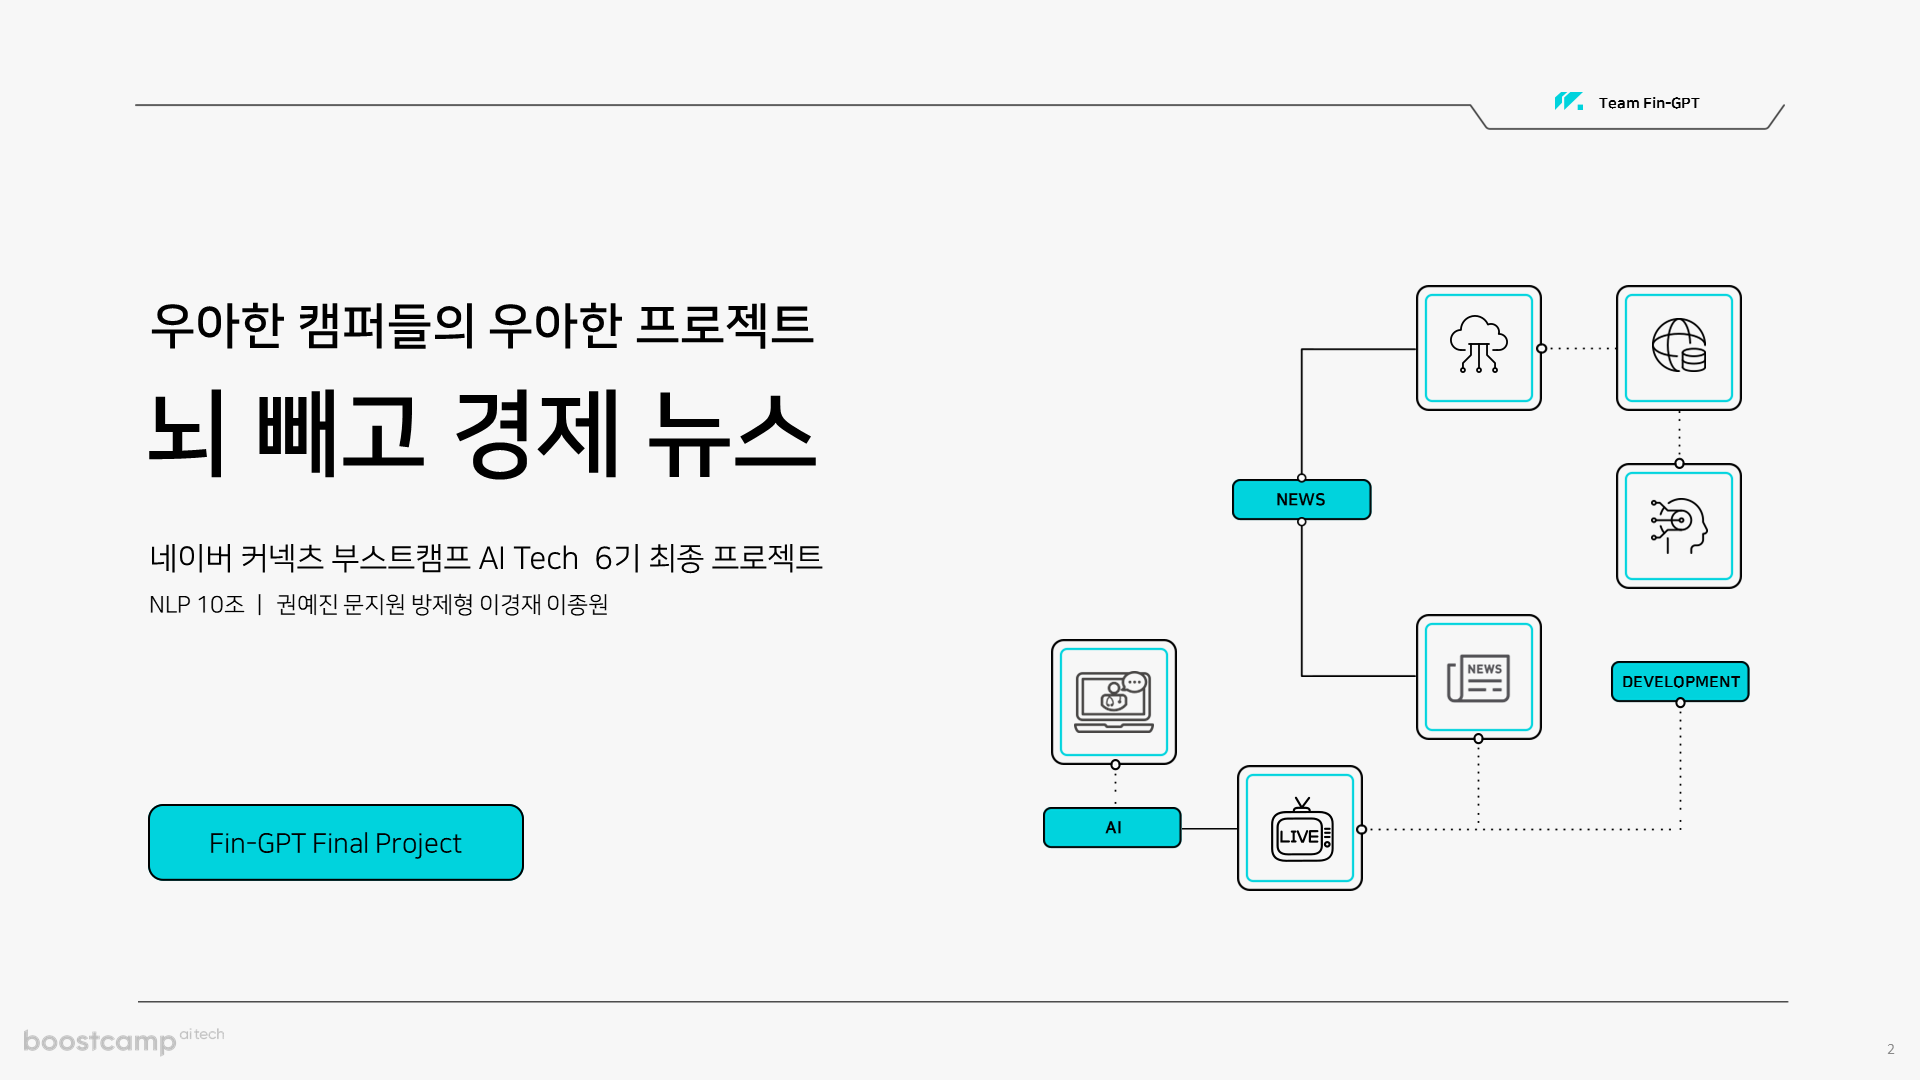 Team Fin-GPT
우아한 캠퍼들의 우아한 프로젝트
뇌 빼고 경제 뉴스
네이버 커넥츠 부스트캠프 AI Tech  6기 최종 프로젝트
NLP 10조 ㅣ 권예진 문지원 방제형 이경재 이종원
NEWS
NEWS
DEVELOPMENT
AI
LIVE
Fin-GPT Final Project
boostcamp ai tech
2